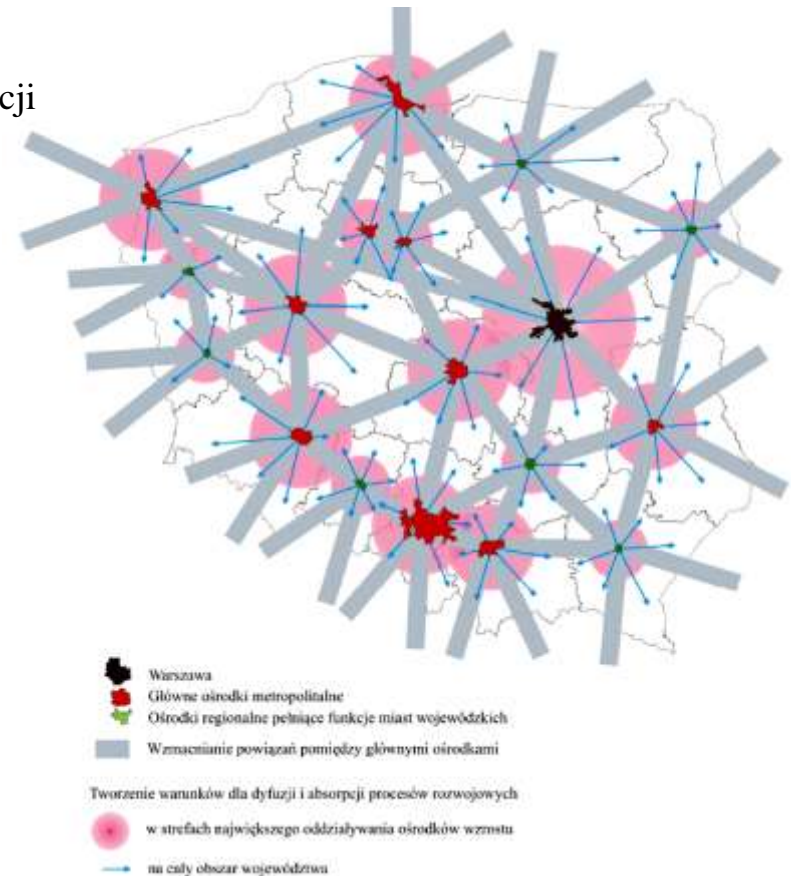 cji
Warszawa
Główne ośrodki metropolitalne
Ośrodki regionalne pełniące funkcje miast wojewódzkich
Wzmacnianie powiązań pomiędzy głównymi ośrodkami
Tworzenie warunków dla dyfuzji i absorpcji procesów rozwojowych
w strefach największego oddziaływania ośrodków wzrostu
na cały obszar województwa